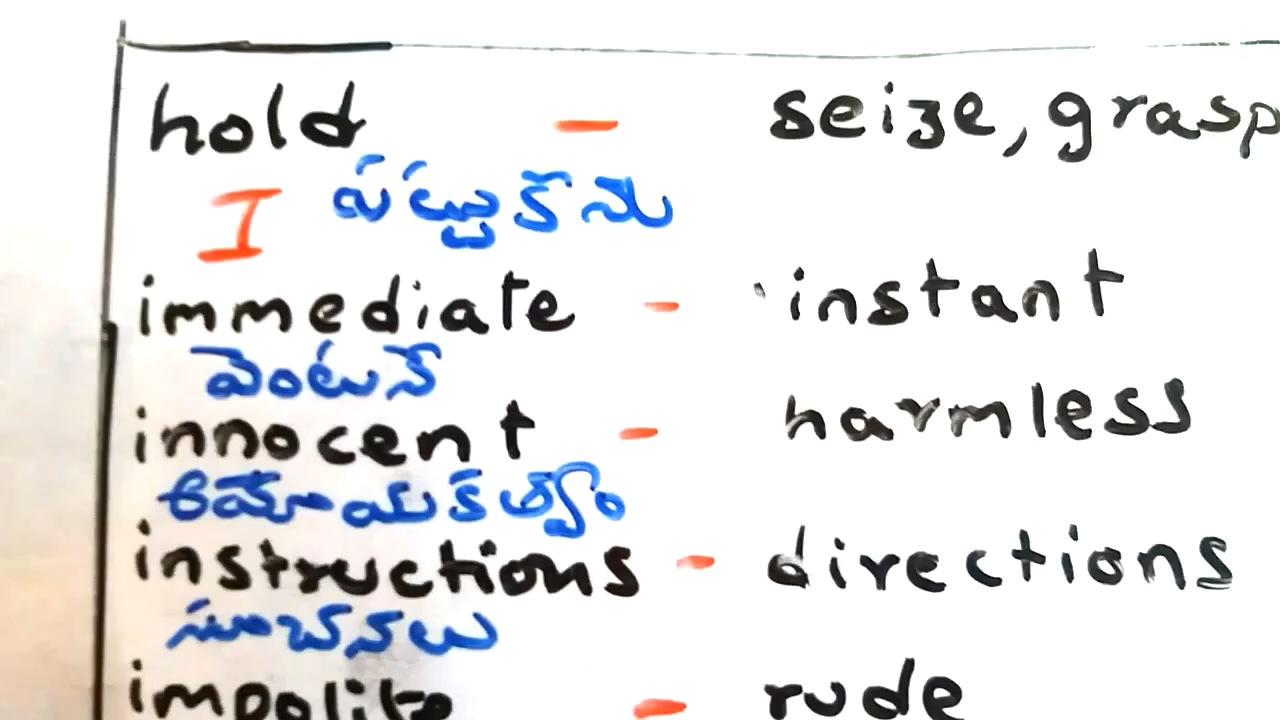 hold - seize, grasp
I పట్టుకొను
immediate - instant
వెంటనే
innocent - harmless
అమాయకత్వం
instructions - directions
సూచనలు
impolite - rude